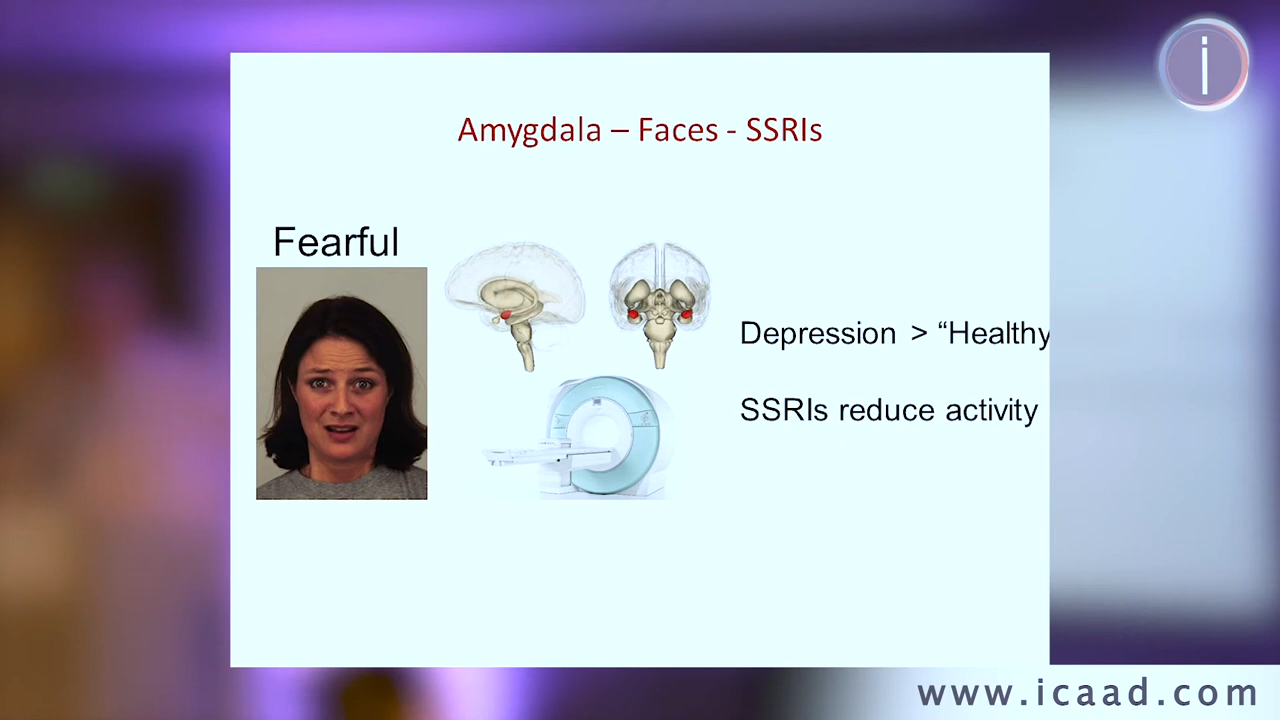 i
Amygdala – Faces - SSRIs
Fearful
Depression > “Healthy
SSRIs reduce activity
www.icaad.com